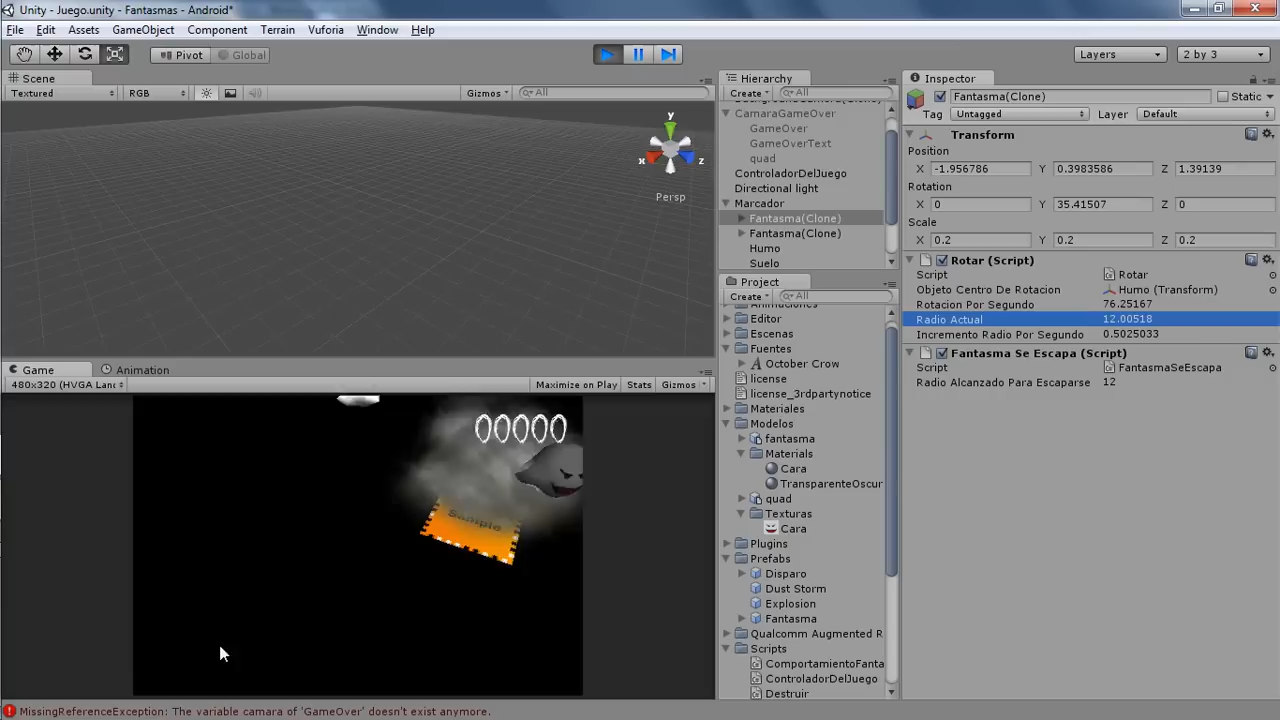 Unity - Juego.unity - Fantasmas - Android*
File Edit Assets GameObject Component Terrain Vuforia Window Help
Pivot Global Layers 2 by 3
Scene
Textured RGB Gizmos All
y
x z
Persp
Game Animation
480x320 (HVGA Lan Maximize on Play Stats Gizmos
00000
Sample
Hierarchy
Create All
CamaraGameOver
GameOver
GameOverText
quad
ControladorDelJuego
Directional light
Marcador
Fantasma(Clone)
Fantasma(Clone)
Humo
Suelo
Project
Create All
Animaciones
Editor
Escenas
Fuentes
A October Crow
license
license_3rdpartynotice
Materiales
Modelos
fantasma
Materials
Cara
TransparenteOscur
quad
Texturas
Cara
Plugins
Prefabs
Disparo
Dust Storm
Explosion
Fantasma
Qualcomm Augmented R
Scripts
ComportamientoFanta
ControladorDelJuego
Destruir
Inspector
Fantasma(Clone) Static
Tag Untagged Layer Default
Transform
Position
X -1.956786 Y 0.3983586 Z 1.39139
Rotation
X 0 Y 35.41507 Z 0
Scale
X 0.2 Y 0.2 Z 0.2
Rotar (Script)
Script Rotar
Objeto Centro De Rotacion Humo (Transform)
Rotacion Por Segundo 76.25167
Radio Actual 12.00518
Incremento Radio Por Segundo 0.5025033
Fantasma Se Escapa (Script)
Script FantasmaSeEscapa
Radio Alcanzado Para Escaparse 12
MissingReferenceException: The variable camara of 'GameOver' doesn't exist anymore.